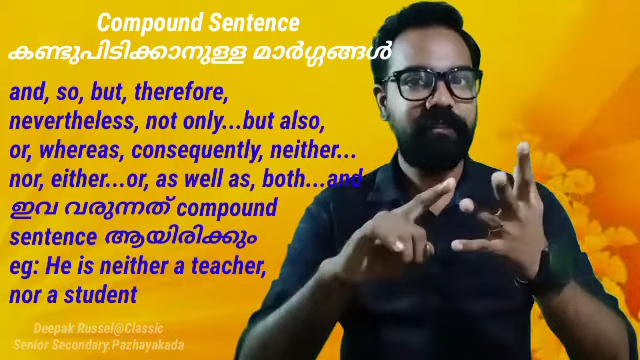 Compound Sentence
കണ്ടുപിടിക്കാനുള്ള മാർഗ്ഗങ്ങൾ
and, so, but, therefore,
nevertheless, not only...but also,
or, whereas, consequently, neither...
nor, either...or, as well as, both...and
ഇവ വരുന്നത് compound
sentence ആയിരിക്കും
eg: He is neither a teacher,
nor a student
Deepak Russel@Classic
Senior Secondary.Pazhayakada